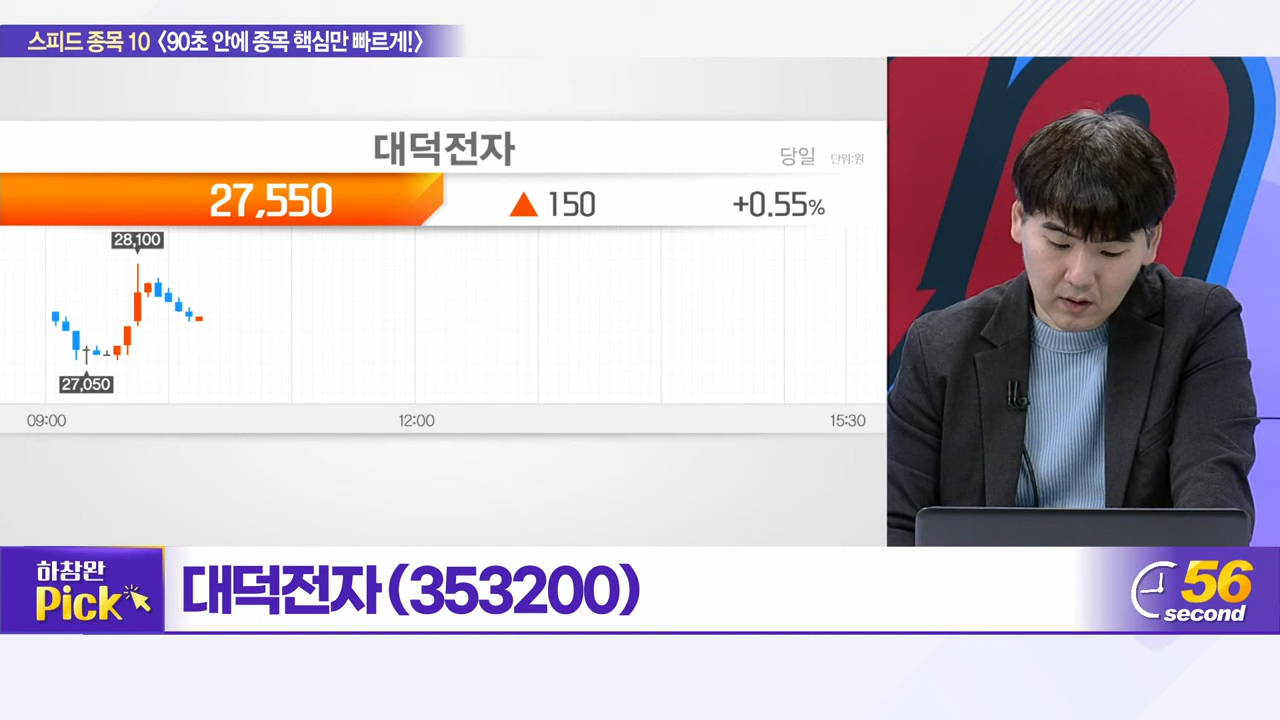 스피드 종목 10 〈90초 안에 종목 핵심만 빠르게!〉
대덕전자
당일 단위:원
27,550 ▲ 150 +0.55%
28,100
27,050
09:00 12:00 15:30
하창완
Pick
대덕전자(353200)
56
second